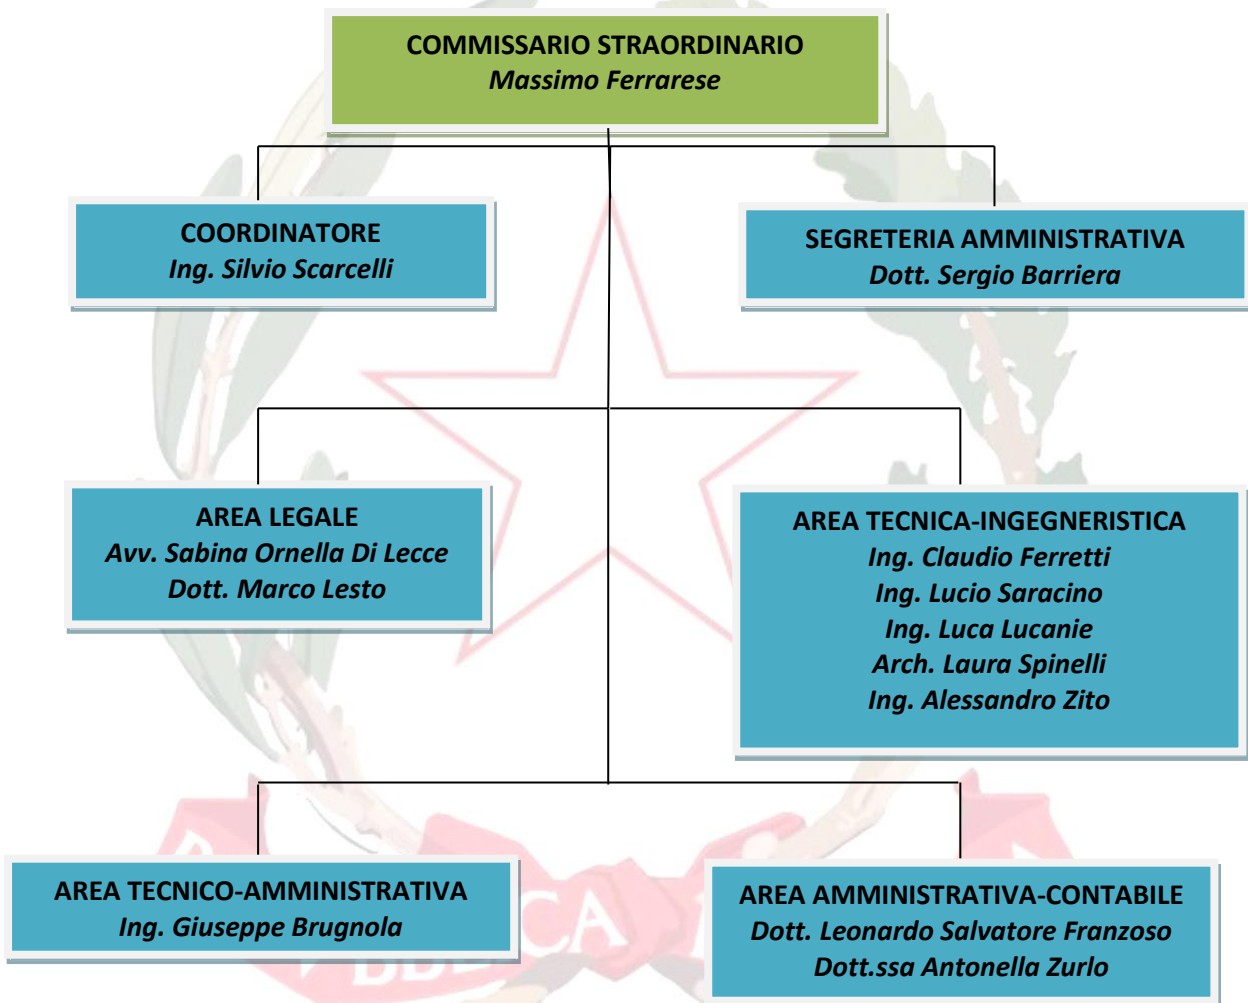 COMMISSARIO STRAORDINARIO
Massimo Ferrarese
COORDINATORE
Ing. Silvio Scarcelli
SEGRETERIA AMMINISTRATIVA
Dott. Sergio Barriera
AREA LEGALE
Avv. Sabina Ornella Di Lecce
Dott. Marco Lesto
AREA TECNICA-INGEGNERISTICA
Ing. Claudio Ferretti
Ing. Lucio Saracino
Ing. Luca Lucanie
Arch. Laura Spinelli
Ing. Alessandro Zito
AREA TECNICO-AMMINISTRATIVA
Ing. Giuseppe Brugnola
AREA AMMINISTRATIVA-CONTABILE
Dott. Leonardo Salvatore Franzoso
Dott.ssa Antonella Zurlo